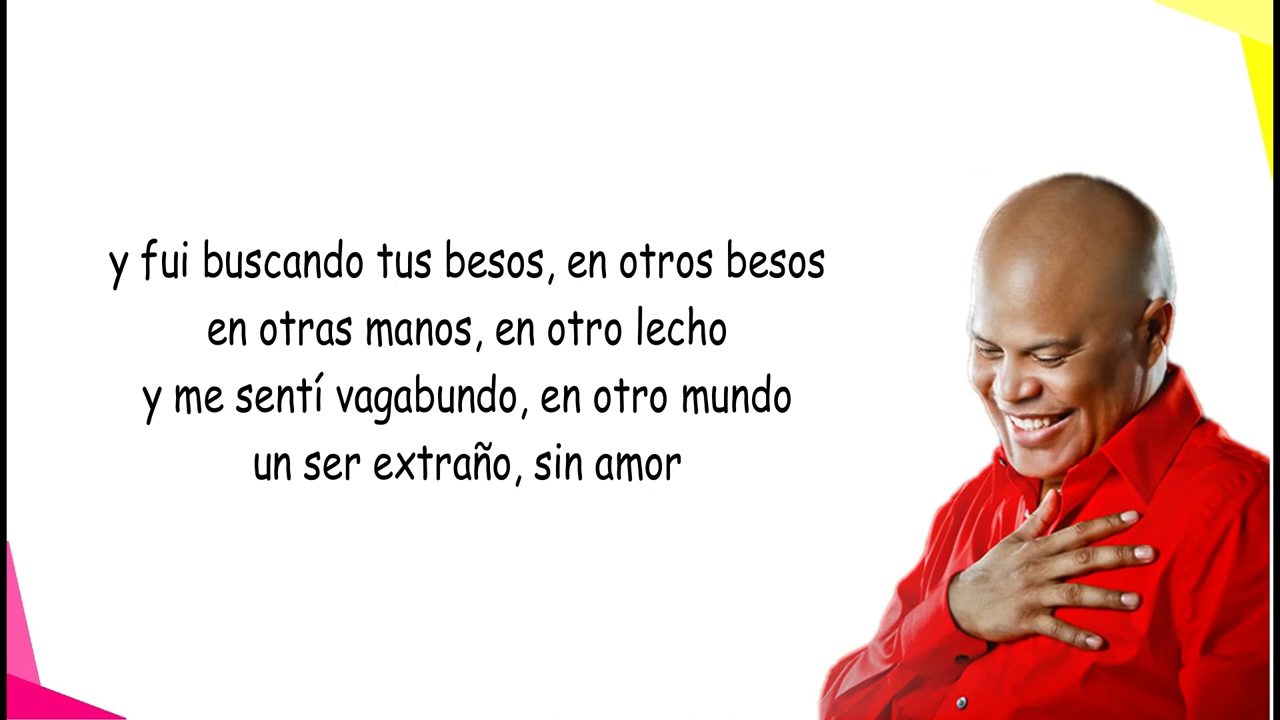 y fui buscando tus besos, en otros besos
en otras manos, en otro lecho
y me sentí vagabundo, en otro mundo
un ser extraño, sin amor